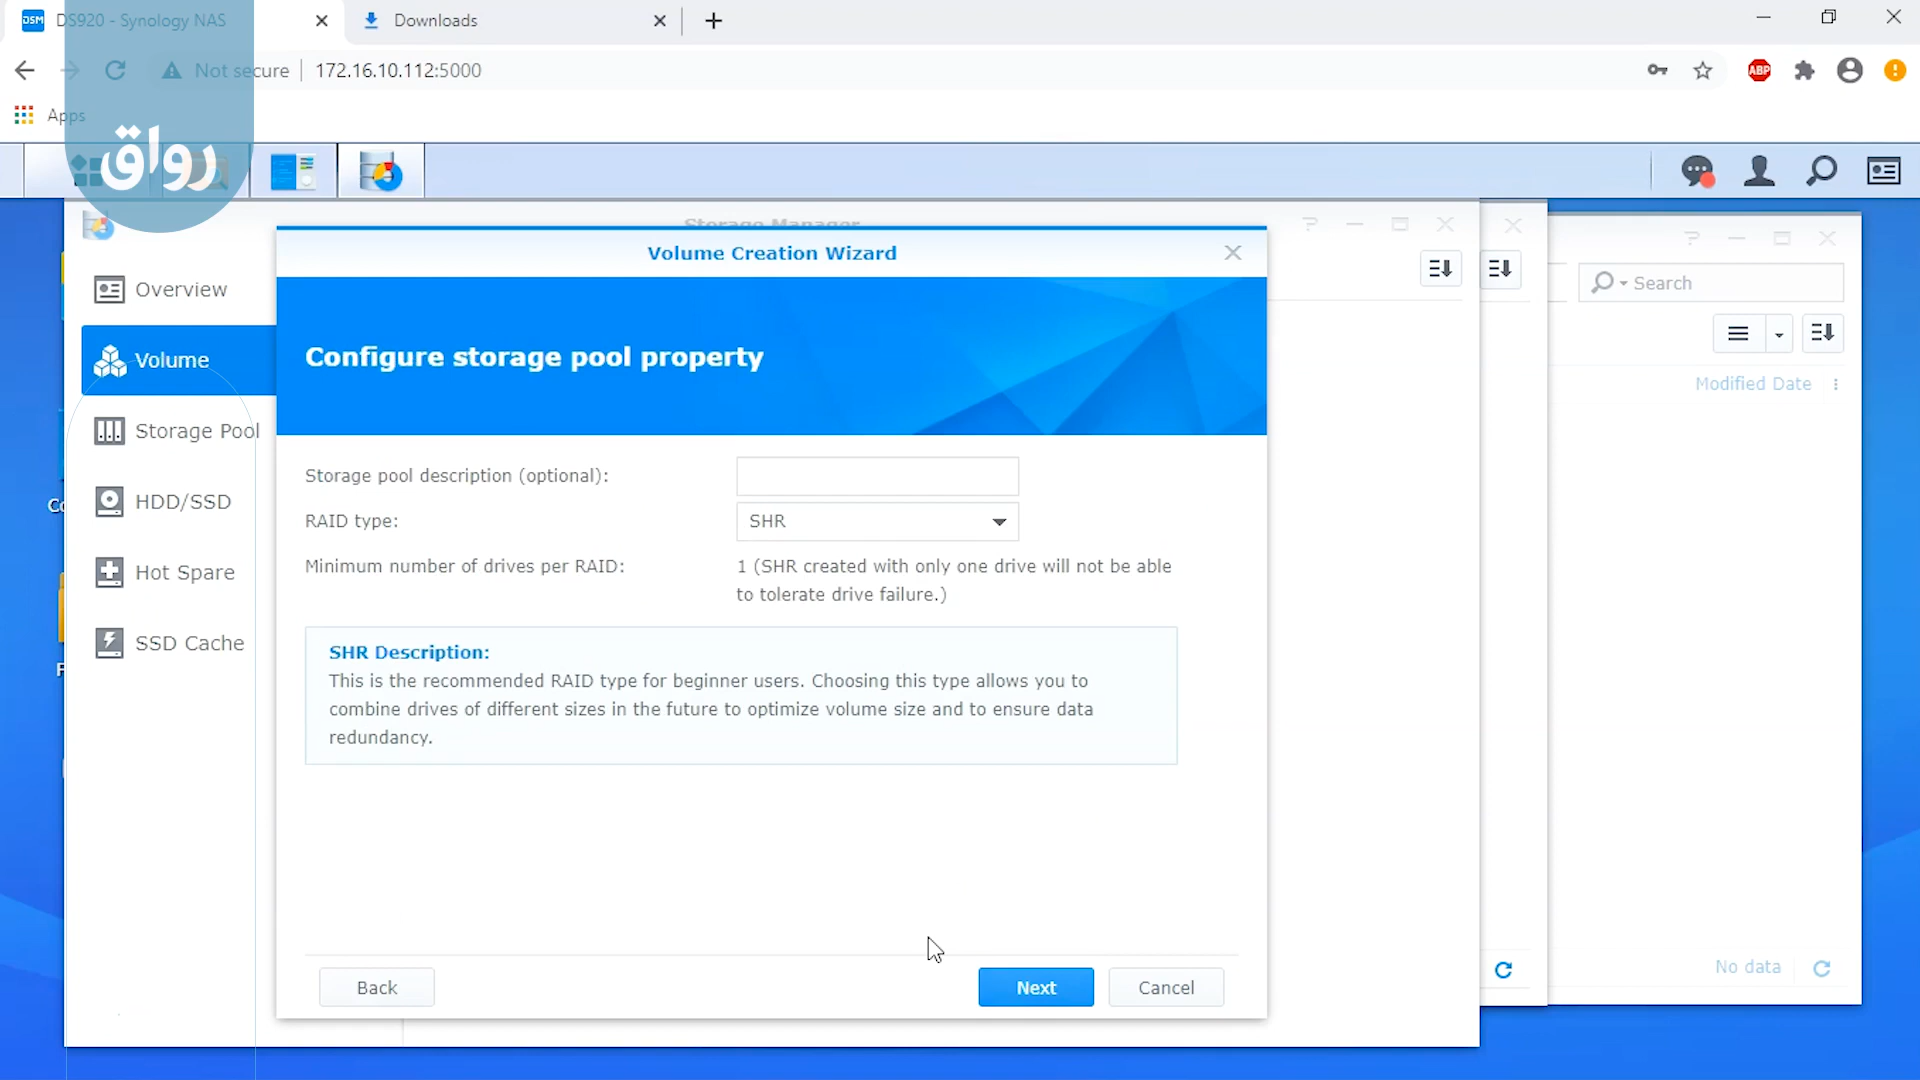 DSM DS920 - Synology NAS
Downloads
Not secure
172.16.10.112:5000
ABP
Apps
رواق
Storage Manager
Volume Creation Wizard
Overview
Volume
Storage Pool
HDD/SSD
Hot Spare
SSD Cache
Configure storage pool property
Storage pool description (optional):
RAID type:
SHR
Minimum number of drives per RAID:
1 (SHR created with only one drive will not be able
to tolerate drive failure.)
SHR Description:
This is the recommended RAID type for beginner users. Choosing this type allows you to
combine drives of different sizes in the future to optimize volume size and to ensure data
redundancy.
Back
Next
Cancel
Search
Modified Date
No data